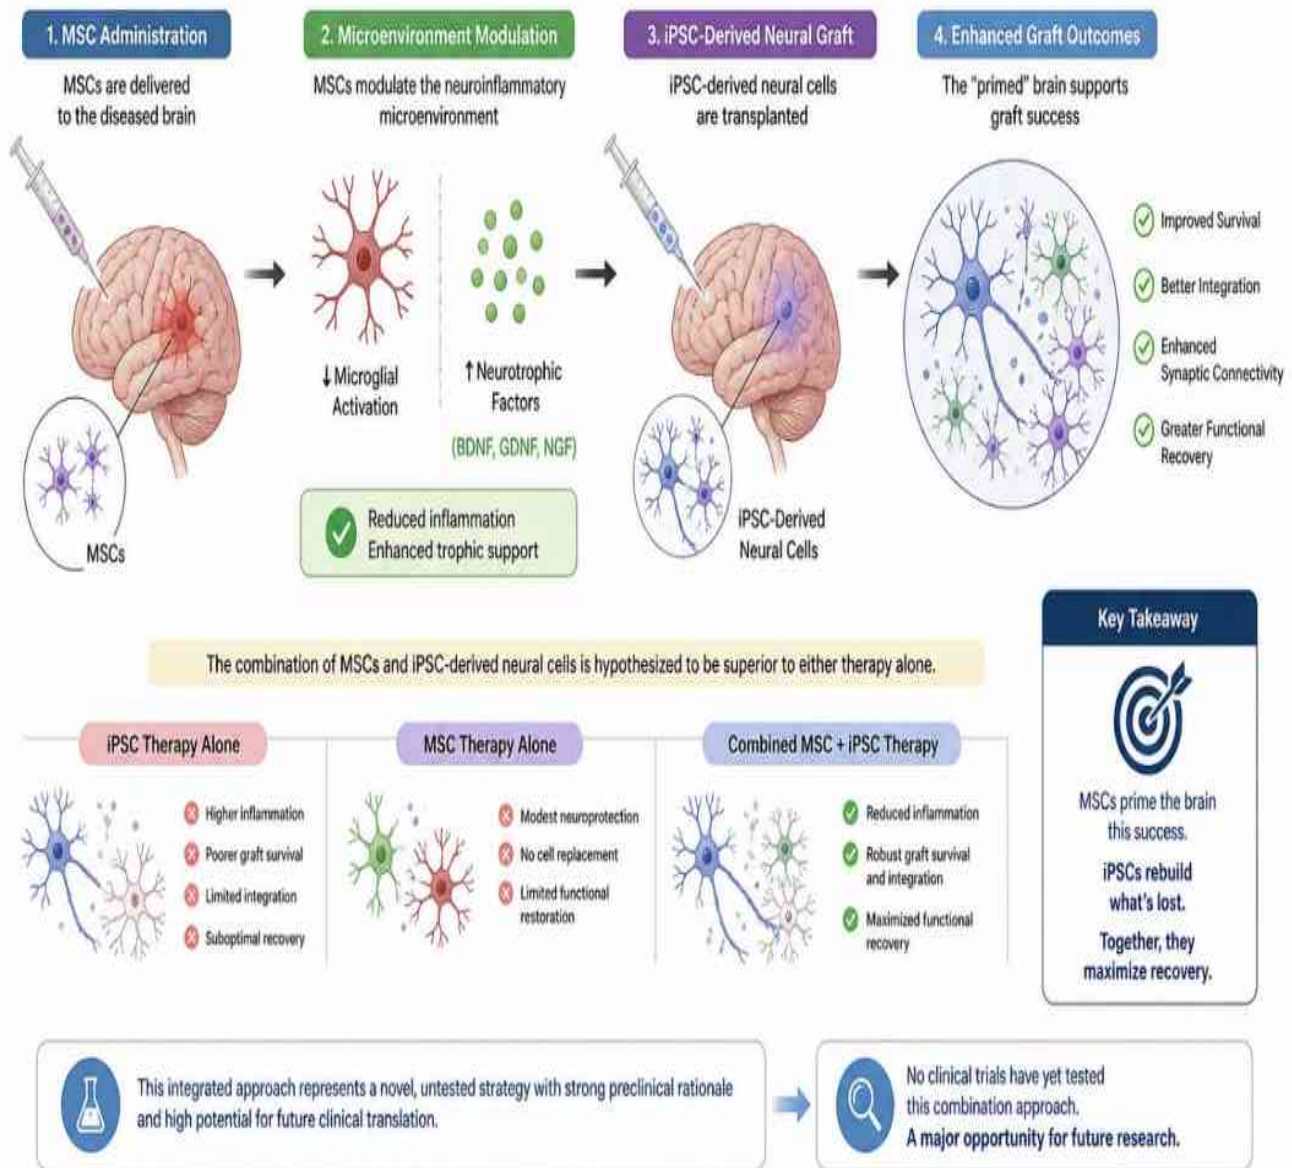 1. MSC Administration
MSCs are delivered
to the diseased brain
MSCs
2. Microenvironment Modulation
MSCs modulate the neuroinflammatory
microenvironment
↓ Microglial
Activation
↑ Neurotrophic
Factors
(BDNF, GDNF, NGF)
Reduced inflammation
Enhanced trophic support
3. iPSC-Derived Neural Graft
iPSC-derived neural cells
are transplanted
iPSC-Derived
Neural Cells
4. Enhanced Graft Outcomes
The "primed" brain supports
graft success
Improved Survival
Better Integration
Enhanced
Synaptic Connectivity
Greater Functional
Recovery
The combination of MSCs and iPSC-derived neural cells is hypothesized to be superior to either therapy alone.
iPSC Therapy Alone
Higher inflammation
Poorer graft survival
Limited integration
Suboptimal recovery
MSC Therapy Alone
Modest neuroprotection
No cell replacement
Limited functional
restoration
Combined MSC + iPSC Therapy
Reduced inflammation
Robust graft survival
and integration
Maximized functional
recovery
Key Takeaway
MSCs prime the brain
this success.
iPSCs rebuild
what's lost.
Together, they
maximize recovery.
This integrated approach represents a novel, untested strategy with strong preclinical rationale
and high potential for future clinical translation.
No clinical trials have yet tested
this combination approach.
A major opportunity for future research.